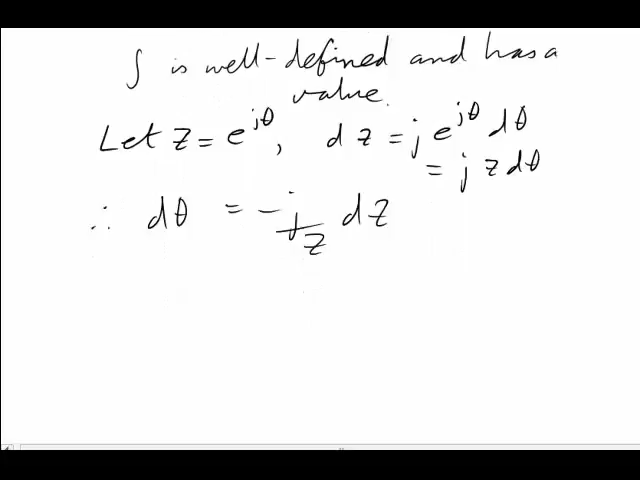 ∫ is well-defined and has a
value.
Let z = e^{jθ}, dz = j e^{jθ} dθ
= j z dθ
∴ dθ = -j/z dz